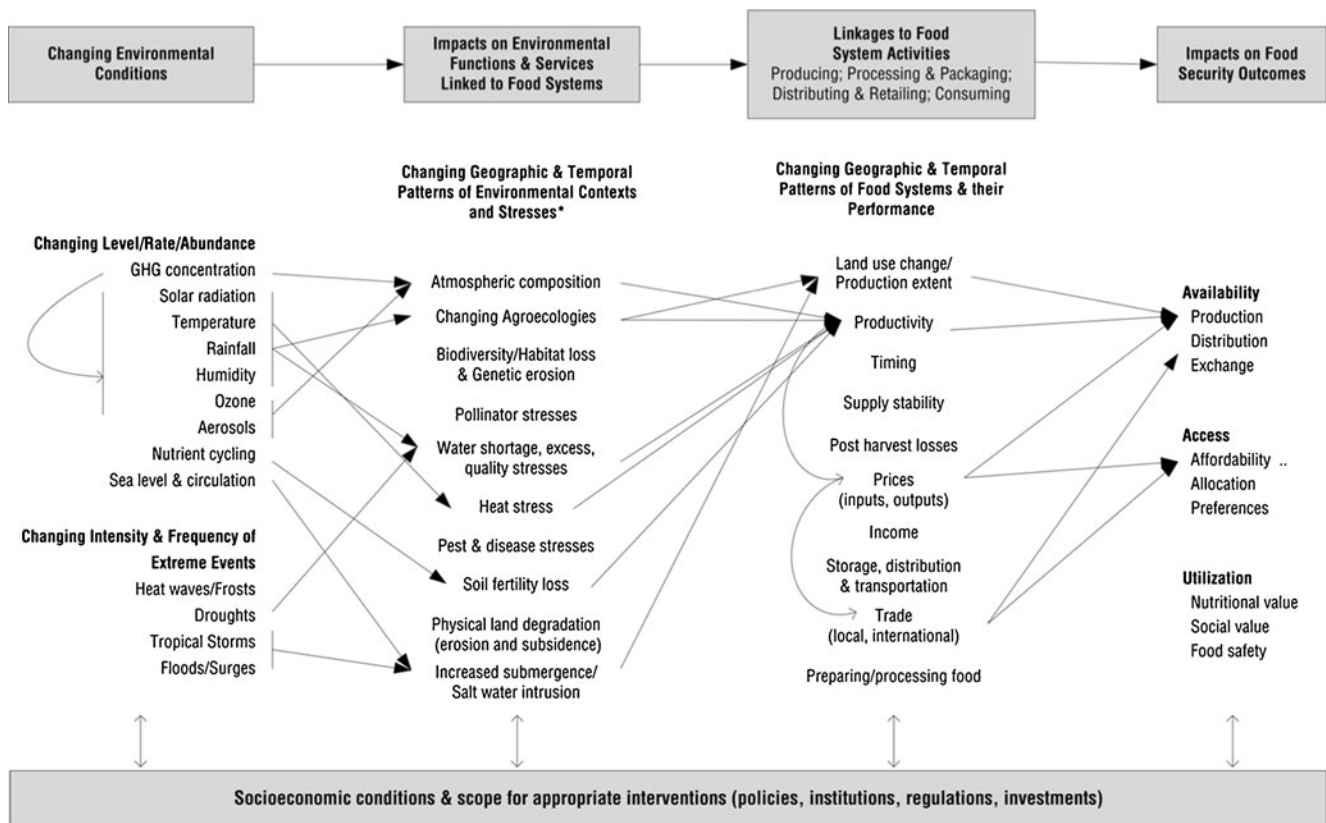 Changing Environmental
Conditions
Impacts on Environmental
Functions & Services
Linked to Food Systems
Linkages to Food
System Activities
Producing; Processing & Packaging;
Distributing & Retailing; Consuming
Impacts on Food
Security Outcomes
Changing Level/Rate/Abundance
GHG concentration
Solar radiation
Temperature
Rainfall
Humidity
Ozone
Aerosols
Nutrient cycling
Sea level & circulation
Changing Intensity & Frequency of
Extreme Events
Heat waves/Frosts
Droughts
Tropical Storms
Floods/Surges
Changing Geographic & Temporal
Patterns of Environmental Contexts
and Stresses*
Atmospheric composition
Changing Agroecologies
Biodiversity/Habitat loss
& Genetic erosion
Pollinator stresses
Water shortage, excess,
quality stresses
Heat stress
Pest & disease stresses
Soil fertility loss
Physical land degradation
(erosion and subsidence)
Increased submergence/
Salt water intrusion
Changing Geographic & Temporal
Patterns of Food Systems & their
Performance
Land use change/
Production extent
Productivity
Timing
Supply stability
Post harvest losses
Prices
(inputs, outputs)
Income
Storage, distribution
& transportation
Trade
(local, international)
Preparing/processing food
Availability
Production
Distribution
Exchange
Access
Affordability ..
Allocation
Preferences
Utilization
Nutritional value
Social value
Food safety
Socioeconomic conditions & scope for appropriate interventions (policies, institutions, regulations, investments)